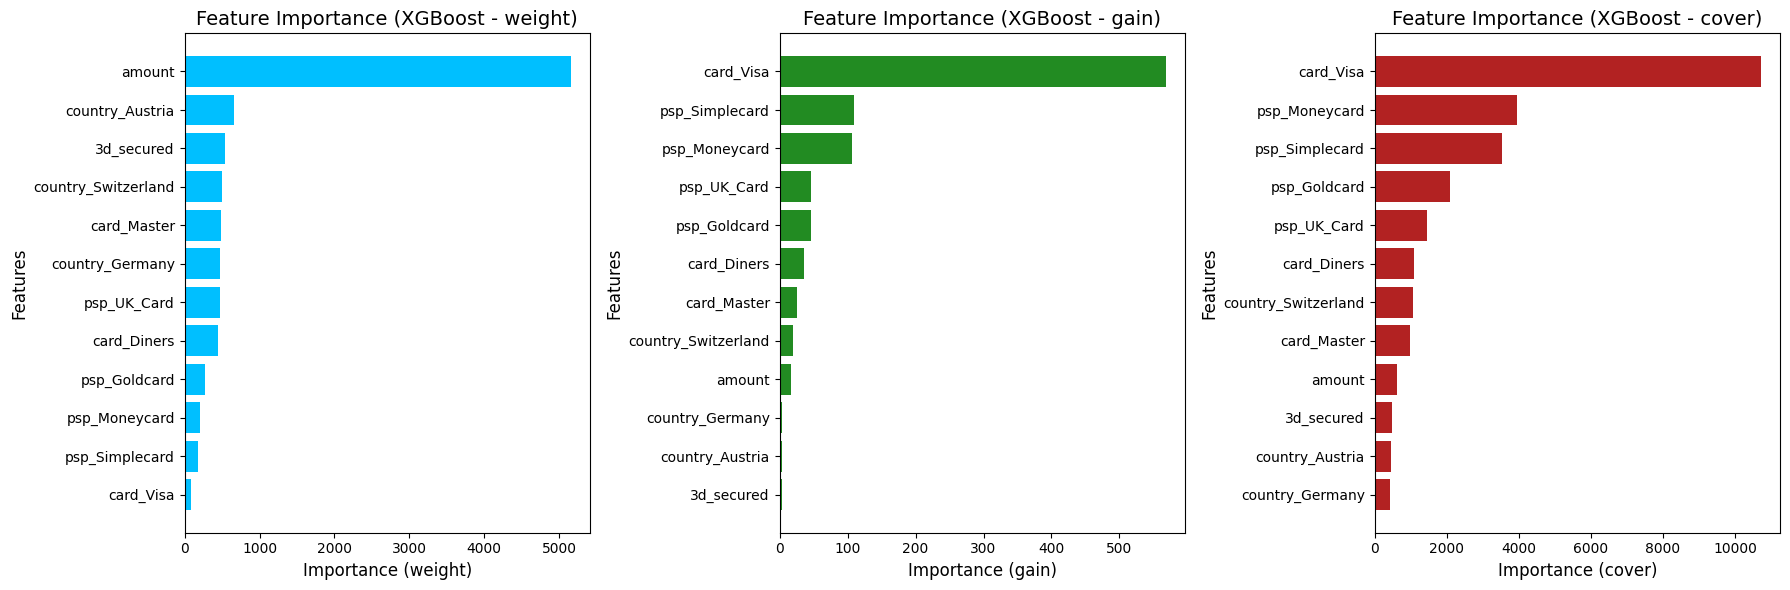 Feature Importance (XGBoost - weight)
amount
country_Austria
3d_secured
country_Switzerland
card_Master
country_Germany
psp_UK_Card
card_Diners
psp_Goldcard
psp_Moneycard
psp_Simplecard
card_Visa
Features
0 1000 2000 3000 4000 5000
Importance (weight)
Feature Importance (XGBoost - gain)
card_Visa
psp_Simplecard
psp_Moneycard
psp_UK_Card
psp_Goldcard
card_Diners
card_Master
country_Switzerland
amount
country_Germany
country_Austria
3d_secured
Features
0 100 200 300 400 500
Importance (gain)
Feature Importance (XGBoost - cover)
card_Visa
psp_Moneycard
psp_Simplecard
psp_Goldcard
psp_UK_Card
card_Diners
country_Switzerland
card_Master
amount
3d_secured
country_Austria
country_Germany
Features
0 2000 4000 6000 8000 10000
Importance (cover)